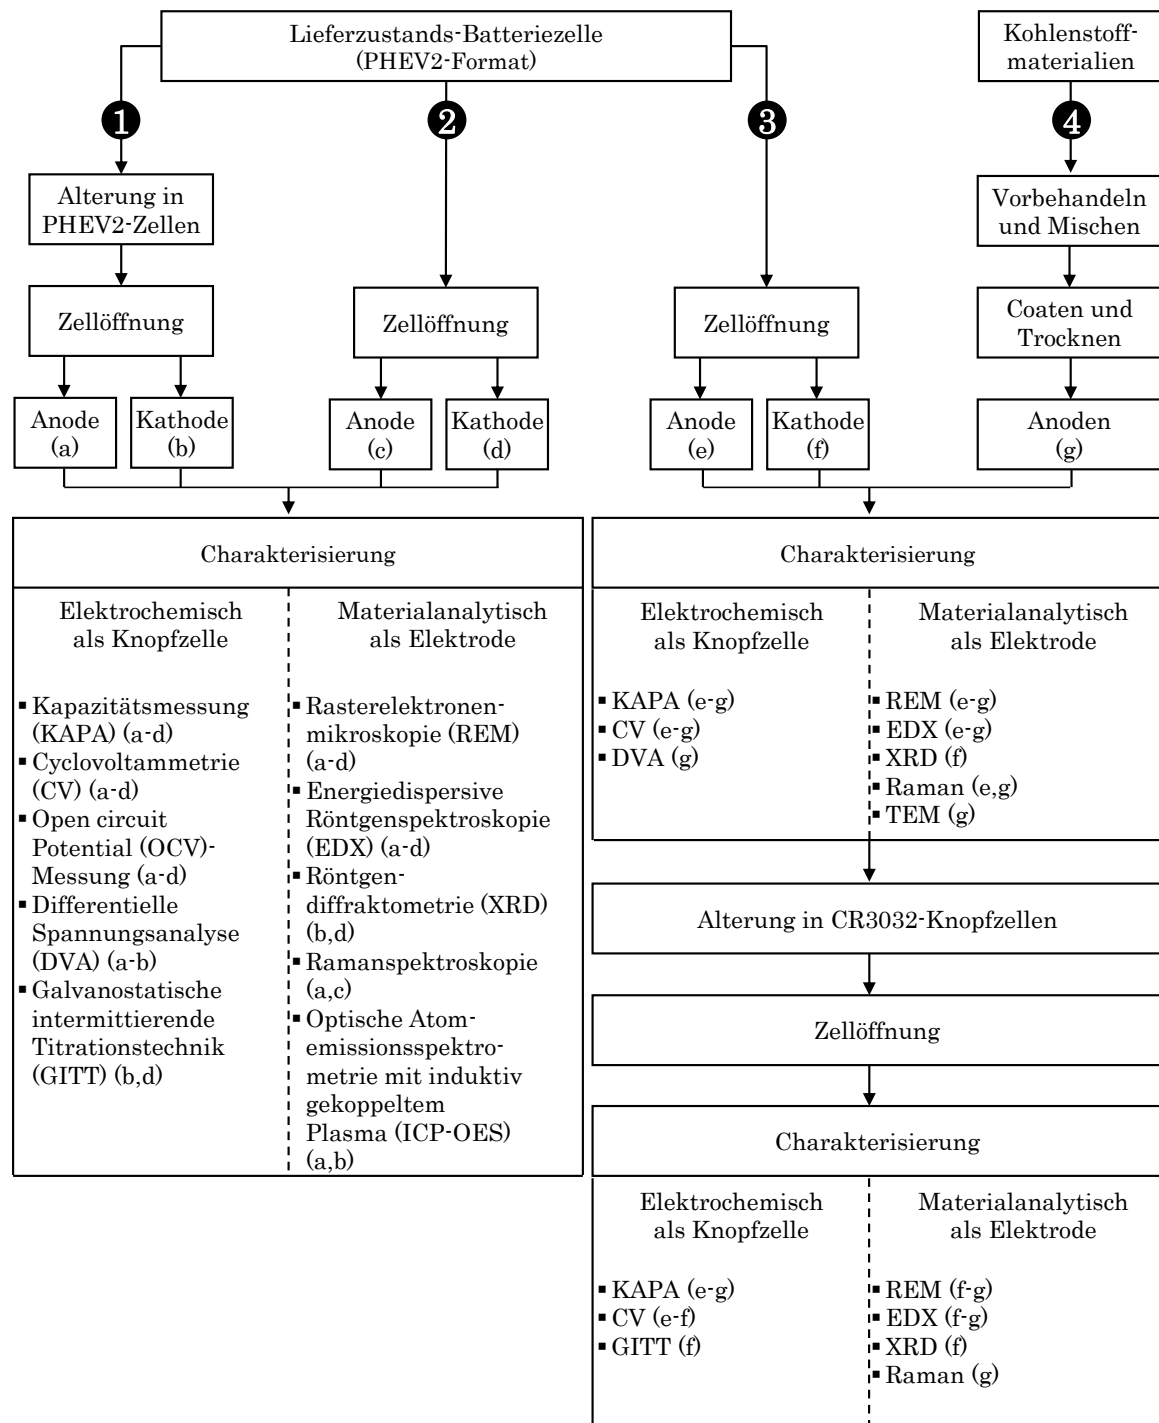 Lieferzustands-Batteriezelle
(PHEV2-Format)
Kohlenstoff-
materialien
1
2
3
4
Alterung in
PHEV2-Zellen
Vorbehandeln
und Mischen
Zellöffnung
Zellöffnung
Zellöffnung
Coaten und
Trocknen
Anode
(a)
Kathode
(b)
Anode
(c)
Kathode
(d)
Anode
(e)
Kathode
(f)
Anoden
(g)
Charakterisierung
Elektrochemisch
als Knopfzelle
▪ Kapazitätsmessung
(KAPA) (a-d)
▪ Cyclovoltammetrie
(CV) (a-d)
▪ Open circuit
Potential (OCV)-
Messung (a-d)
▪ Differentielle
Spannungsanalyse
(DVA) (a-b)
▪ Galvanostatische
intermittierende
Titrationstechnik
(GITT) (b,d)
Materialanalytisch
als Elektrode
▪ Rasterelektronen-
mikroskopie (REM)
(a-d)
▪ Energiedispersive
Röntgenspektroskopie
(EDX) (a-d)
▪ Röntgen-
diffraktometrie (XRD)
(b,d)
▪ Ramanspektroskopie
(a,c)
▪ Optische Atom-
emissionsspektro-
metrie mit induktiv
gekoppeltem
Plasma (ICP-OES)
(a,b)
Charakterisierung
Elektrochemisch
als Knopfzelle
▪ KAPA (e-g)
▪ CV (e-g)
▪ DVA (g)
Materialanalytisch
als Elektrode
▪ REM (e-g)
▪ EDX (e-g)
▪ XRD (f)
▪ Raman (e,g)
▪ TEM (g)
Alterung in CR3032-Knopfzellen
Zellöffnung
Charakterisierung
Elektrochemisch
als Knopfzelle
▪ KAPA (e-g)
▪ CV (e-f)
▪ GITT (f)
Materialanalytisch
als Elektrode
▪ REM (f-g)
▪ EDX (f-g)
▪ XRD (f)
▪ Raman (g)